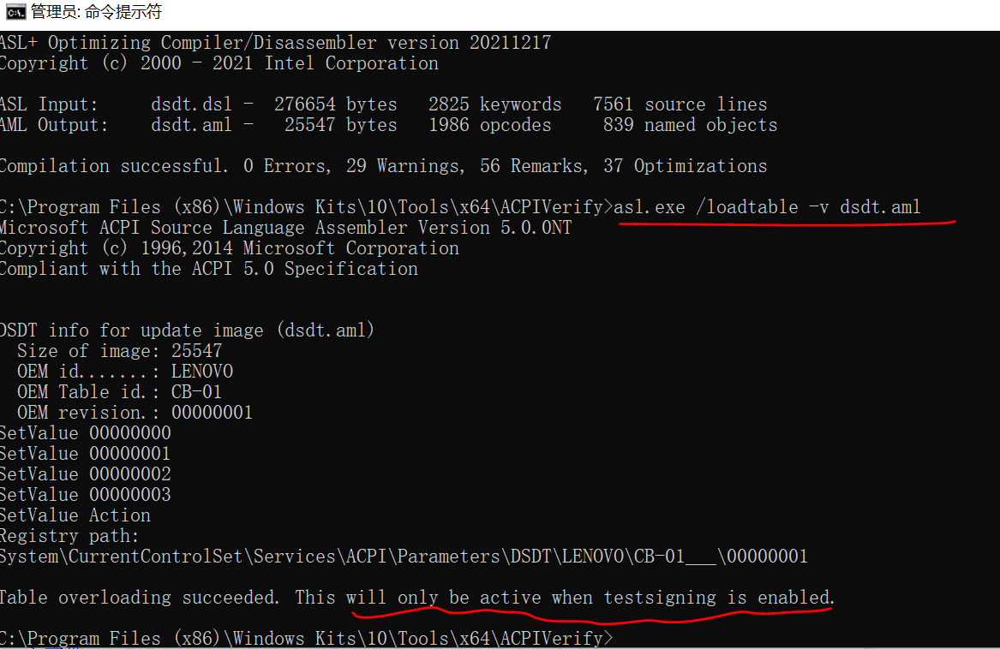 管理员: 命令提示符
ASL+ Optimizing Compiler/Disassembler version 20211217
Copyright (c) 2000 - 2021 Intel Corporation
ASL Input:     dsdt.dsl -  276654 bytes   2825 keywords   7561 source lines
AML Output:    dsdt.aml -   25547 bytes   1986 opcodes     839 named objects
Compilation successful. 0 Errors, 29 Warnings, 56 Remarks, 37 Optimizations
C:\Program Files (x86)\Windows Kits\10\Tools\x64\ACPIVerify>asl.exe /loadtable -v dsdt.aml
Microsoft ACPI Source Language Assembler Version 5.0.0NT
Copyright (c) 1996,2014 Microsoft Corporation
Compliant with the ACPI 5.0 Specification
DSDT info for update image (dsdt.aml)
  Size of image: 25547
  OEM id.......: LENOVO
  OEM Table id.: CB-01
  OEM revision.: 00000001
SetValue 00000000
SetValue 00000001
SetValue 00000002
SetValue 00000003
SetValue Action
Registry path:
System\CurrentControlSet\Services\ACPI\Parameters\DSDT\LENOVO\CB-01___\00000001
Table overloading succeeded. This will only be active when testsigning is enabled.
C:\Program Files (x86)\Windows Kits\10\Tools\x64\ACPIVerify>